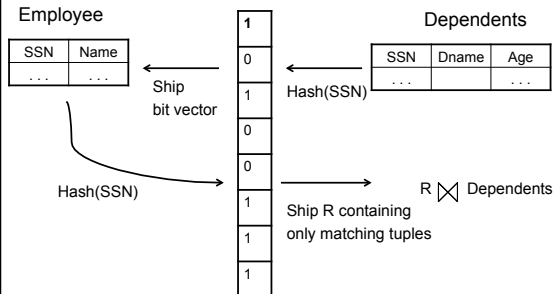 Employee
Dependents
SSN Name
. . . . . .
SSN Dname Age
. . . . . .
1
0
1
0
0
1
1
1
Ship
bit vector
Hash(SSN)
Hash(SSN)
Ship R containing
only matching tuples
R ⋈ Dependents